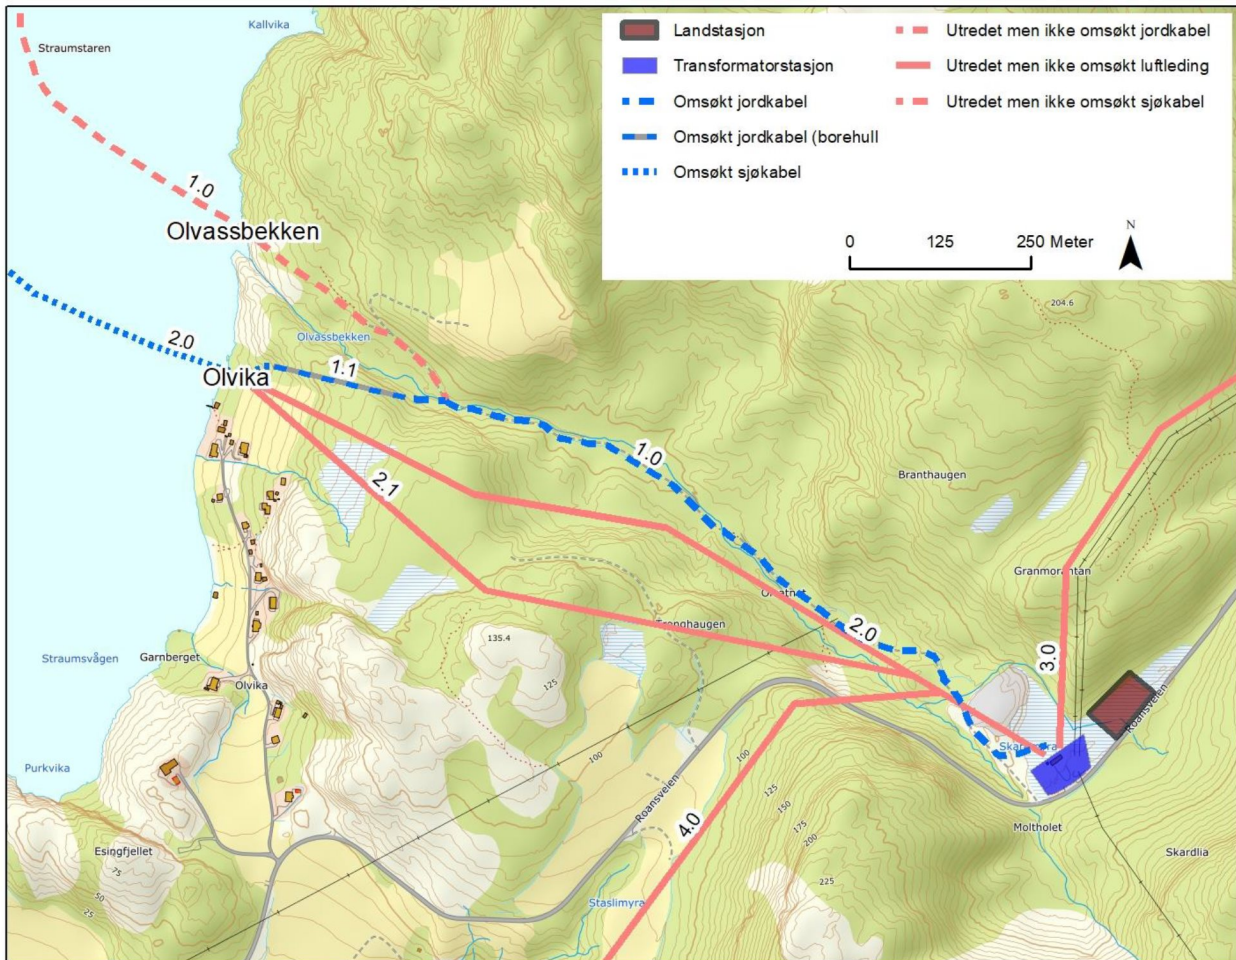 Kallvika
Straumstaren
Landstasjon
Transformatorstasjon
Omsøkt jordkabel
Omsøkt jordkabel (borehull
Omsøkt sjøkabel
Utredet men ikke omsøkt jordkabel
Utredet men ikke omsøkt luftleding
Utredet men ikke omsøkt sjøkabel
0 125 250 Meter
N
1.0
Olvassbekken
204.6
Olvassbekken
2.0
1.1
Olvika
1.0
2.1
Branthaugen
Granmorantan
2.0
135.4
125
Straumsvågen
Garnberget
Olvika
3.0
Roansveien
100
100
Purkvika
125
150
175
200
Roansveien
4.0
Moltholet
Esingfjellet
75
50
25
Skardlia
225
Staslimyra